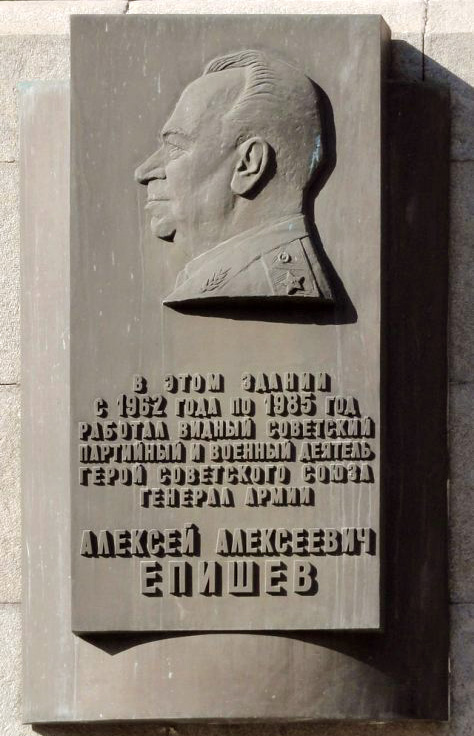 В ЭТОМ ЗДАНИИ
С 1962 ГОДА ПО 1985 ГОД
РАБОТАЛ ВИДНЫЙ СОВЕТСКИЙ
ПАРТИЙНЫЙ И ВОЕННЫЙ ДЕЯТЕЛЬ
ГЕРОЙ СОВЕТСКОГО СОЮЗА
ГЕНЕРАЛ АРМИИ
АЛЕКСЕЙ АЛЕКСЕЕВИЧ
ЕПИШЕВ